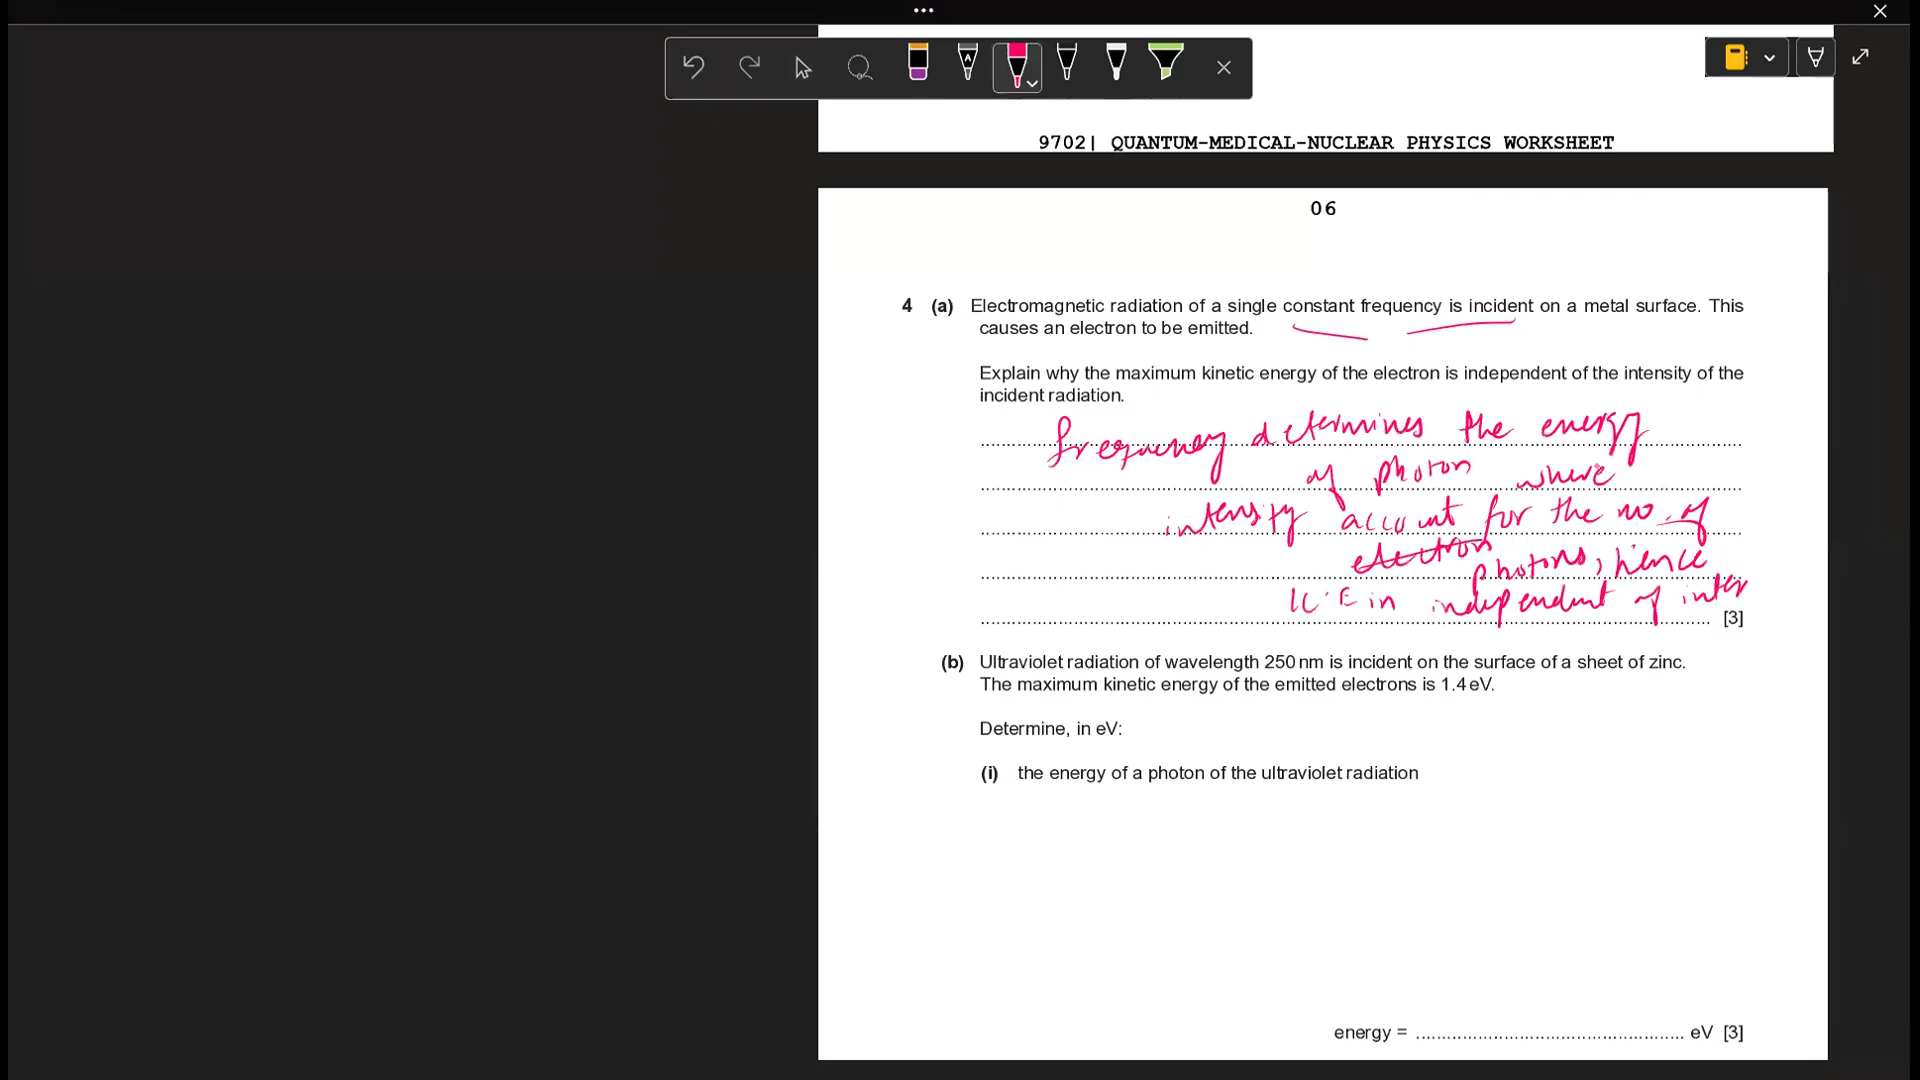 9702| QUANTUM-MEDICAL-NUCLEAR PHYSICS WORKSHEET
06
4 (a) Electromagnetic radiation of a single constant frequency is incident on a metal surface. This
causes an electron to be emitted.
Explain why the maximum kinetic energy of the electron is independent of the intensity of the
incident radiation.
frequency determines the energy
of photon where
intensity account for the no. of
electron photons, hence
K.E in independent of inten
[3]
(b) Ultraviolet radiation of wavelength 250 nm is incident on the surface of a sheet of zinc.
The maximum kinetic energy of the emitted electrons is 1.4 eV.
Determine, in eV:
(i) the energy of a photon of the ultraviolet radiation
energy = ........................................ eV [3]